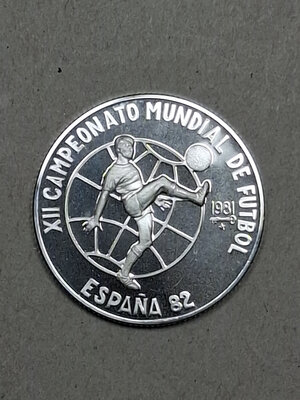 XII CAMPEONATO MUNDIAL DE FUTBOL
1981
ESPAÑA 82